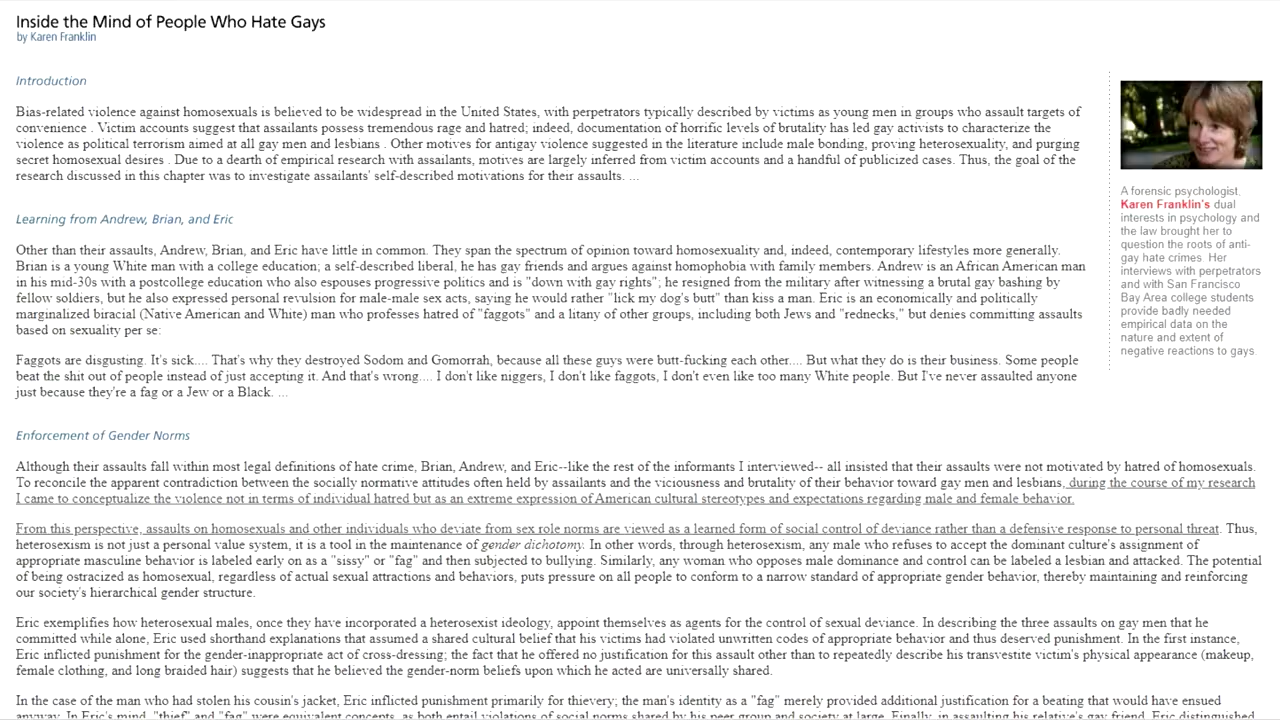 Inside the Mind of People Who Hate Gays
by Karen Franklin
Introduction
Bias-related violence against homosexuals is believed to be widespread in the United States, with perpetrators typically described by victims as young men in groups who assault targets of
convenience . Victim accounts suggest that assailants possess tremendous rage and hatred; indeed, documentation of horrific levels of brutality has led gay activists to characterize the
violence as political terrorism aimed at all gay men and lesbians . Other motives for antigay violence suggested in the literature include male bonding, proving heterosexuality, and purging
secret homosexual desires . Due to a dearth of empirical research with assailants, motives are largely inferred from victim accounts and a handful of publicized cases. Thus, the goal of the
research discussed in this chapter was to investigate assailants' self-described motivations for their assaults. ...
Learning from Andrew, Brian, and Eric
Other than their assaults, Andrew, Brian, and Eric have little in common. They span the spectrum of opinion toward homosexuality and, indeed, contemporary lifestyles more generally.
Brian is a young White man with a college education; a self-described liberal, he has gay friends and argues against homophobia with family members. Andrew is an African American man
in his mid-30s with a postcollege education who also espouses progressive politics and is "down with gay rights"; he resigned from the military after witnessing a brutal gay bashing by
fellow soldiers, but he also expressed personal revulsion for male-male sex acts, saying he would rather "lick my dog's butt" than kiss a man. Eric is an economically and politically
marginalized biracial (Native American and White) man who professes hatred of "faggots" and a litany of other groups, including both Jews and "rednecks," but denies committing assaults
based on sexuality per se:
Faggots are disgusting. It's sick.... That's why they destroyed Sodom and Gomorrah, because all these guys were butt-fucking each other.... But what they do is their business. Some people
beat the shit out of people instead of just accepting it. And that's wrong.... I don't like niggers, I don't like faggots, I don't even like too many White people. But I've never assaulted anyone
just because they're a fag or a Jew or a Black. ...
Enforcement of Gender Norms
Although their assaults fall within most legal definitions of hate crime, Brian, Andrew, and Eric--like the rest of the informants I interviewed-- all insisted that their assaults were not motivated by hatred of homosexuals.
To reconcile the apparent contradiction between the socially normative attitudes often held by assailants and the viciousness and brutality of their behavior toward gay men and lesbians, during the course of my research
I came to conceptualize the violence not in terms of individual hatred but as an extreme expression of American cultural stereotypes and expectations regarding male and female behavior.
From this perspective, assaults on homosexuals and other individuals who deviate from sex role norms are viewed as a learned form of social control of deviance rather than a defensive response to personal threat. Thus,
heterosexism is not just a personal value system, it is a tool in the maintenance of gender dichotomy. In other words, through heterosexism, any male who refuses to accept the dominant culture's assignment of
appropriate masculine behavior is labeled early on as a "sissy" or "fag" and then subjected to bullying. Similarly, any woman who opposes male dominance and control can be labeled a lesbian and attacked. The potential
of being ostracized as homosexual, regardless of actual sexual attractions and behaviors, puts pressure on all people to conform to a narrow standard of appropriate gender behavior, thereby maintaining and reinforcing
our society's hierarchical gender structure.
Eric exemplifies how heterosexual males, once they have incorporated a heterosexist ideology, appoint themselves as agents for the control of sexual deviance. In describing the three assaults on gay men that he
committed while alone, Eric used shorthand explanations that assumed a shared cultural belief that his victims had violated unwritten codes of appropriate behavior and thus deserved punishment. In the first instance,
Eric inflicted punishment for the gender-inappropriate act of cross-dressing; the fact that he offered no justification for this assault other than to repeatedly describe his transvestite victim's physical appearance (makeup,
female clothing, and long braided hair) suggests that he believed the gender-norm beliefs upon which he acted are universally shared.
In the case of the man who had stolen his cousin's jacket, Eric inflicted punishment primarily for thievery; the man's identity as a "fag" merely provided additional justification for a beating that would have ensued
anyway. In Eric's mind, "thief" and "fag" were equivalent concepts, as both entail violations of social norms shared by his peer group and society at large. Finally, in assaulting his relative's gay friend, Eric distinguished
A forensic psychologist,
Karen Franklin's dual
interests in psychology and
the law brought her to
question the roots of anti-
gay hate crimes. Her
interviews with perpetrators
and with San Francisco
Bay Area college students
provide badly needed
empirical data on the
nature and extent of
negative reactions to gays.